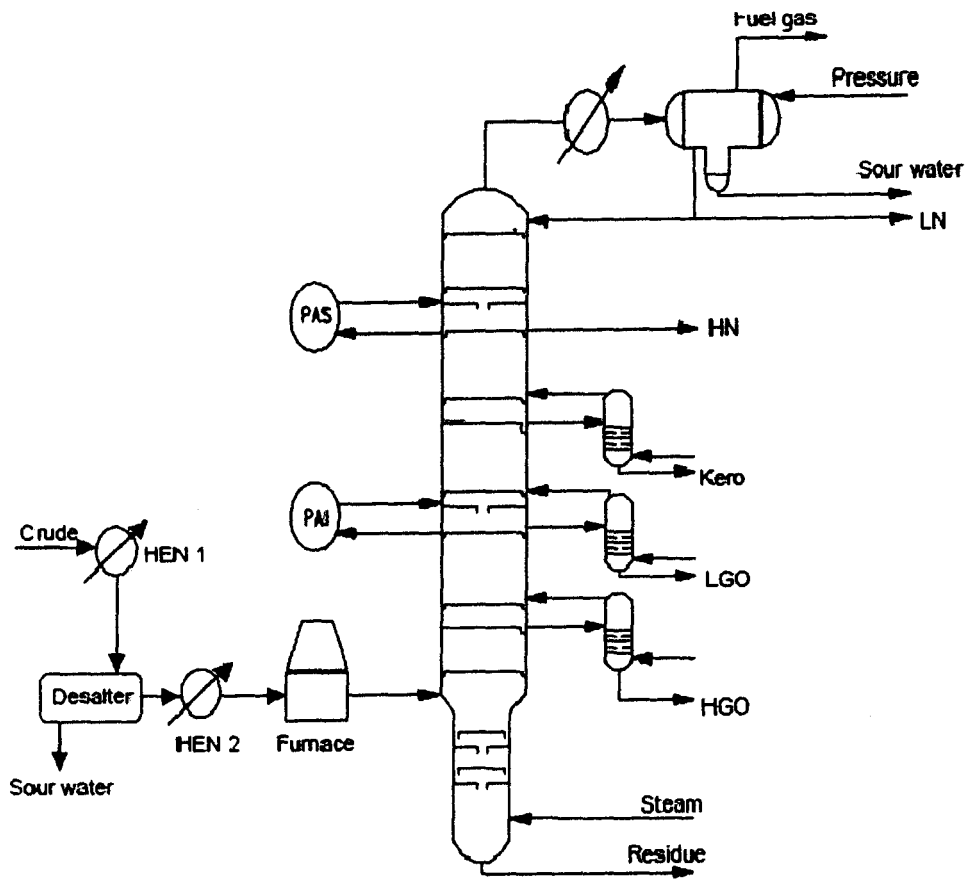 Fuel gas
Pressure
Sour water
LN
PAS
HN
Kero
PAI
Crude
HEN 1
LGO
Desalter
HEN 2
Furnace
HGO
Sour water
Steam
Residue